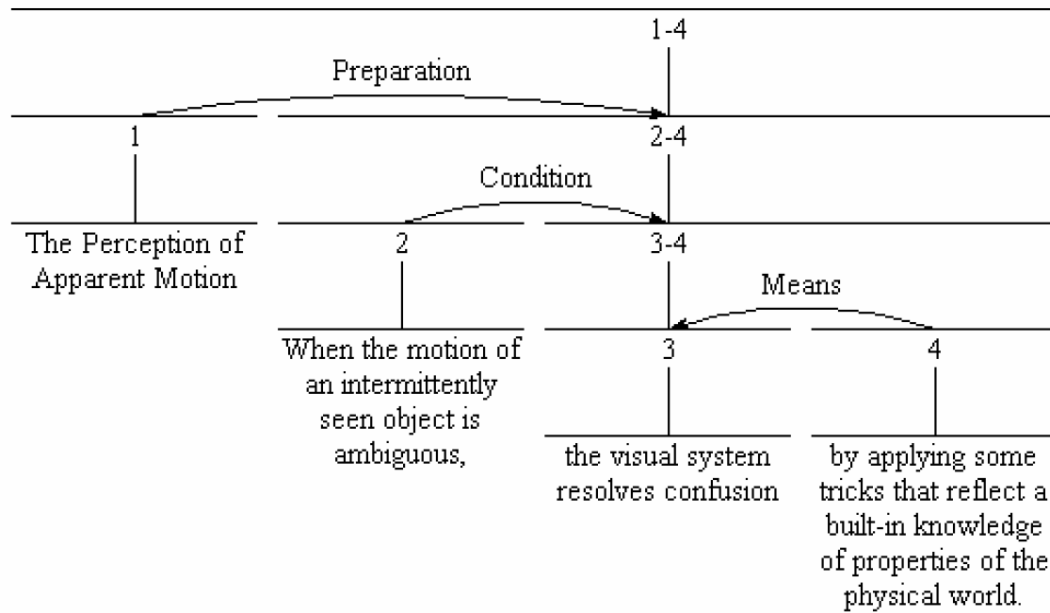 1-4
Preparation
1
2-4
Condition
The Perception of
Apparent Motion
2
3-4
Means
When the motion of
an intermittently
seen object is
ambiguous,
3
4
the visual system
resolves confusion
by applying some
tricks that reflect a
built-in knowledge
of properties of the
physical world.